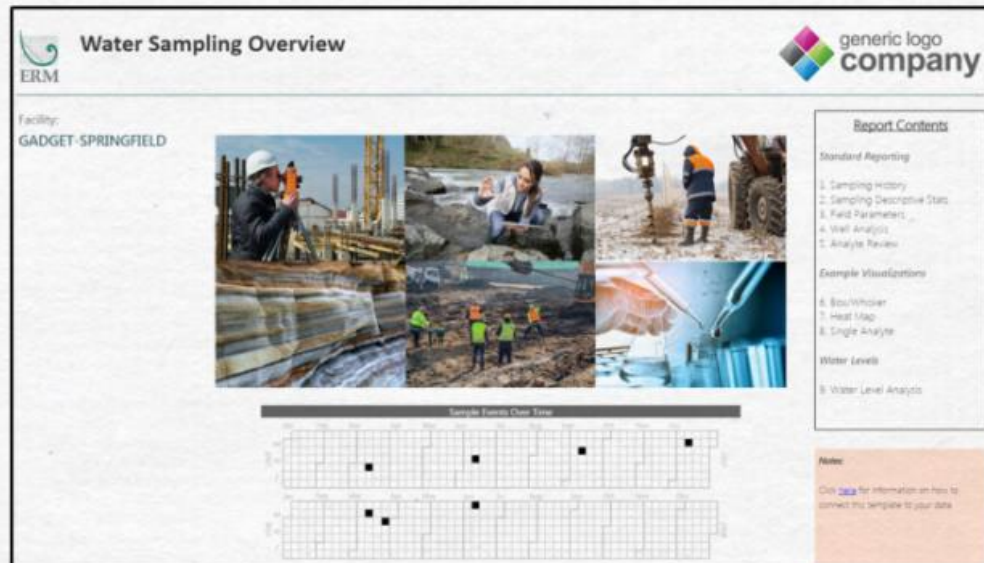 ERM
Water Sampling Overview
generic logo
company
Facility:
GADGET-SPRINGFIELD
Report Contents
Standard Reporting
1. Sampling History
2. Sampling Descriptive Stats
3. Field Parameters
4. Well Analysis
5. Analyte Review
Example Visualizations
6. Box/Whisker
7. Heat Map
8. Single Analyte
Water Levels
9. Water Level Analysis
Sample Events Over Time
Notes:
Click here for information on how to
connect this template to your data